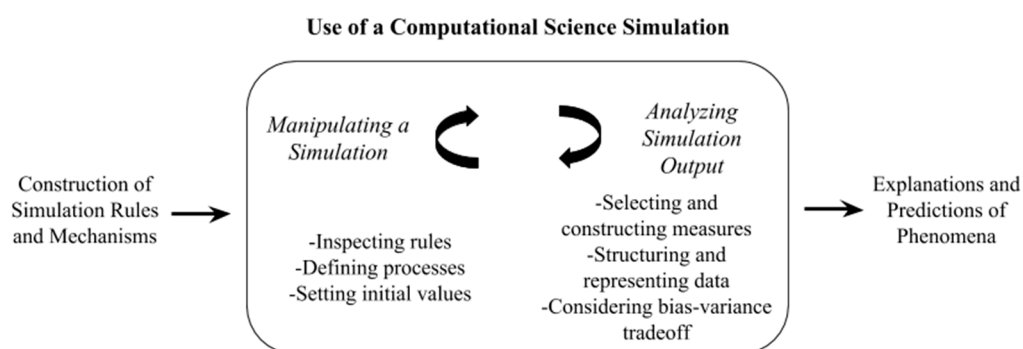 Use of a Computational Science Simulation
Construction of
Simulation Rules
and Mechanisms
Manipulating a
Simulation
-Inspecting rules
-Defining processes
-Setting initial values
Analyzing
Simulation
Output
-Selecting and
constructing measures
-Structuring and
representing data
-Considering bias-variance
tradeoff
Explanations and
Predictions of
Phenomena